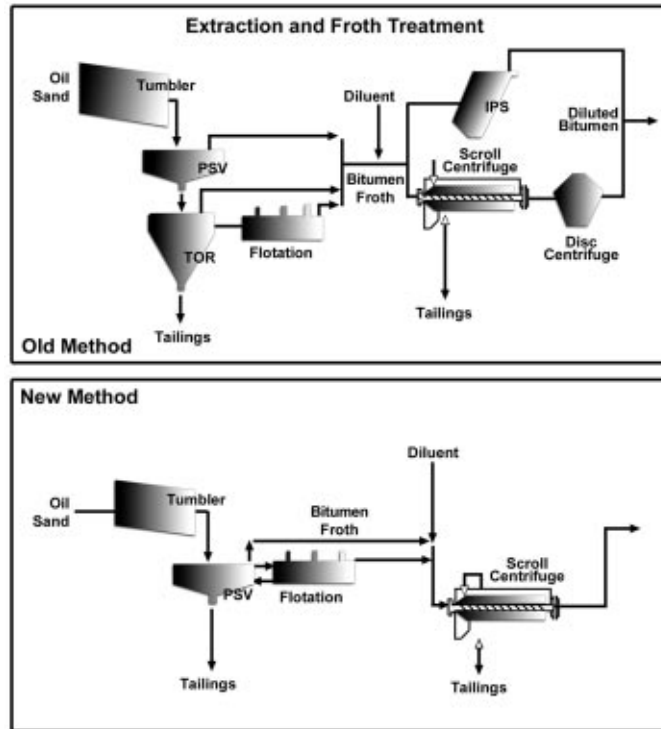 Extraction and Froth Treatment
Oil
Sand
Tumbler
PSV
TOR
Flotation
Tailings
Diluent
Bitumen
Froth
IPS
Scroll
Centrifuge
Diluted
Bitumen
Disc
Centrifuge
Tailings
Old Method
New Method
Oil
Sand
Tumbler
Bitumen
Froth
Diluent
PSV
Flotation
Scroll
Centrifuge
Tailings
Tailings